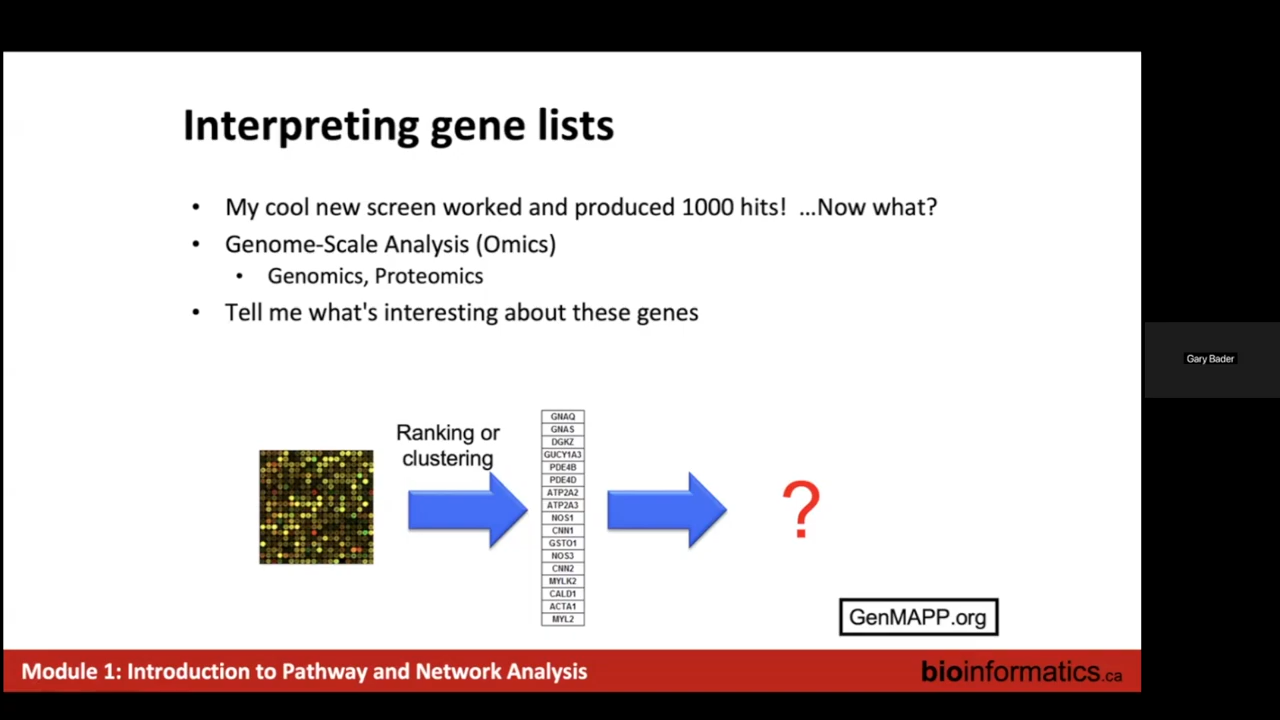 Interpreting gene lists
• My cool new screen worked and produced 1000 hits!  ...Now what?
• Genome-Scale Analysis (Omics)
• Genomics, Proteomics
• Tell me what's interesting about these genes
Gary Bader
Ranking or
clustering
GNAQ
GNAS
DGKZ
GUCY1A3
PDE4B
PDE4D
ATP2A2
ATP2A3
NOS1
CNN1
GSTO1
NOS3
CNN2
MYLK2
CALD1
ACTA1
MYL2
?
GenMAPP.org
Module 1: Introduction to Pathway and Network Analysis
bioinformatics.ca